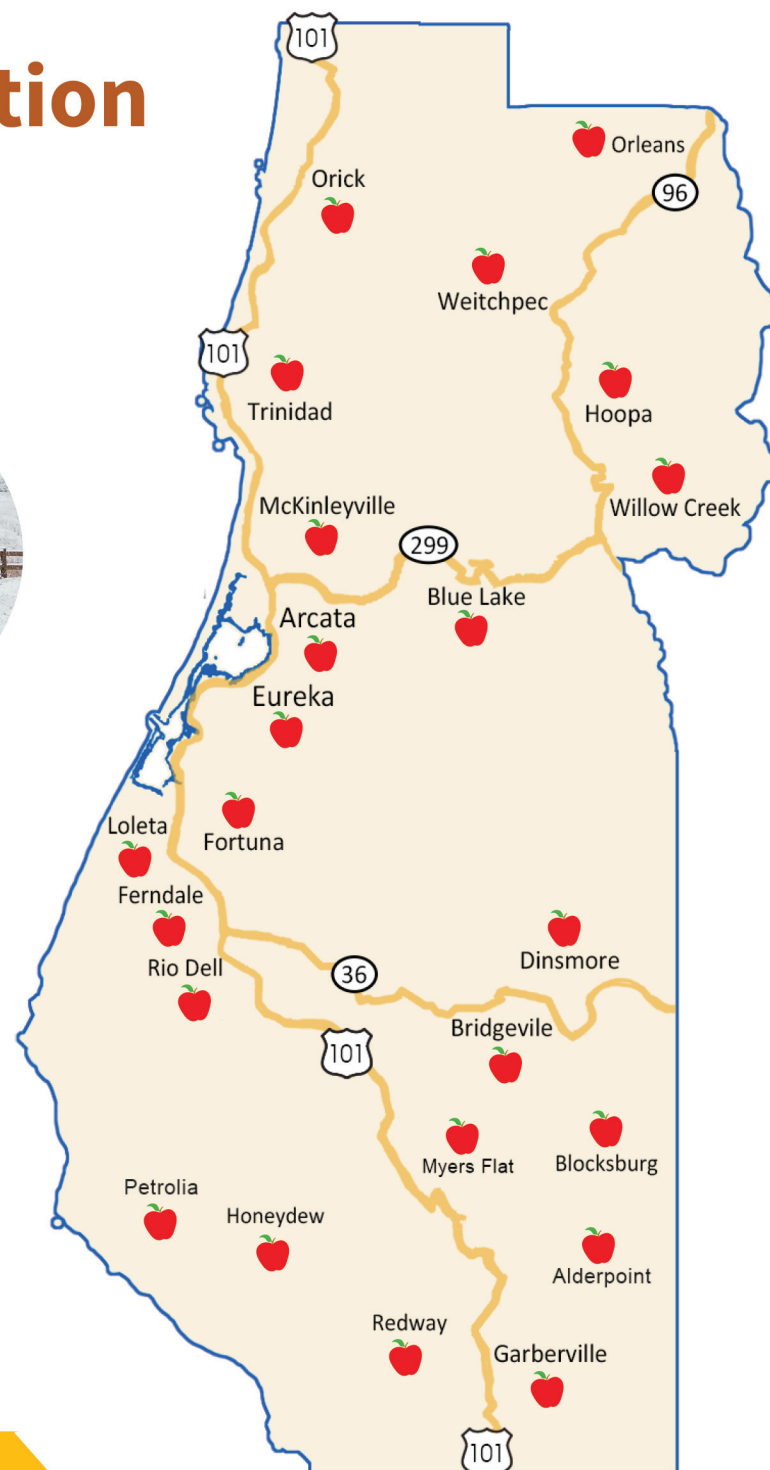 101
tion
Orleans
Orick
96
Weitchpec
101
Trinidad
Hoopa
Willow Creek
McKinleyville
299
Blue Lake
Arcata
Eureka
Loleta
Fortuna
Ferndale
Dinsmore
Rio Dell
36
Bridgevile
101
Myers Flat
Blocksburg
Petrolia
Honeydew
Alderpoint
Redway
Garberville
101